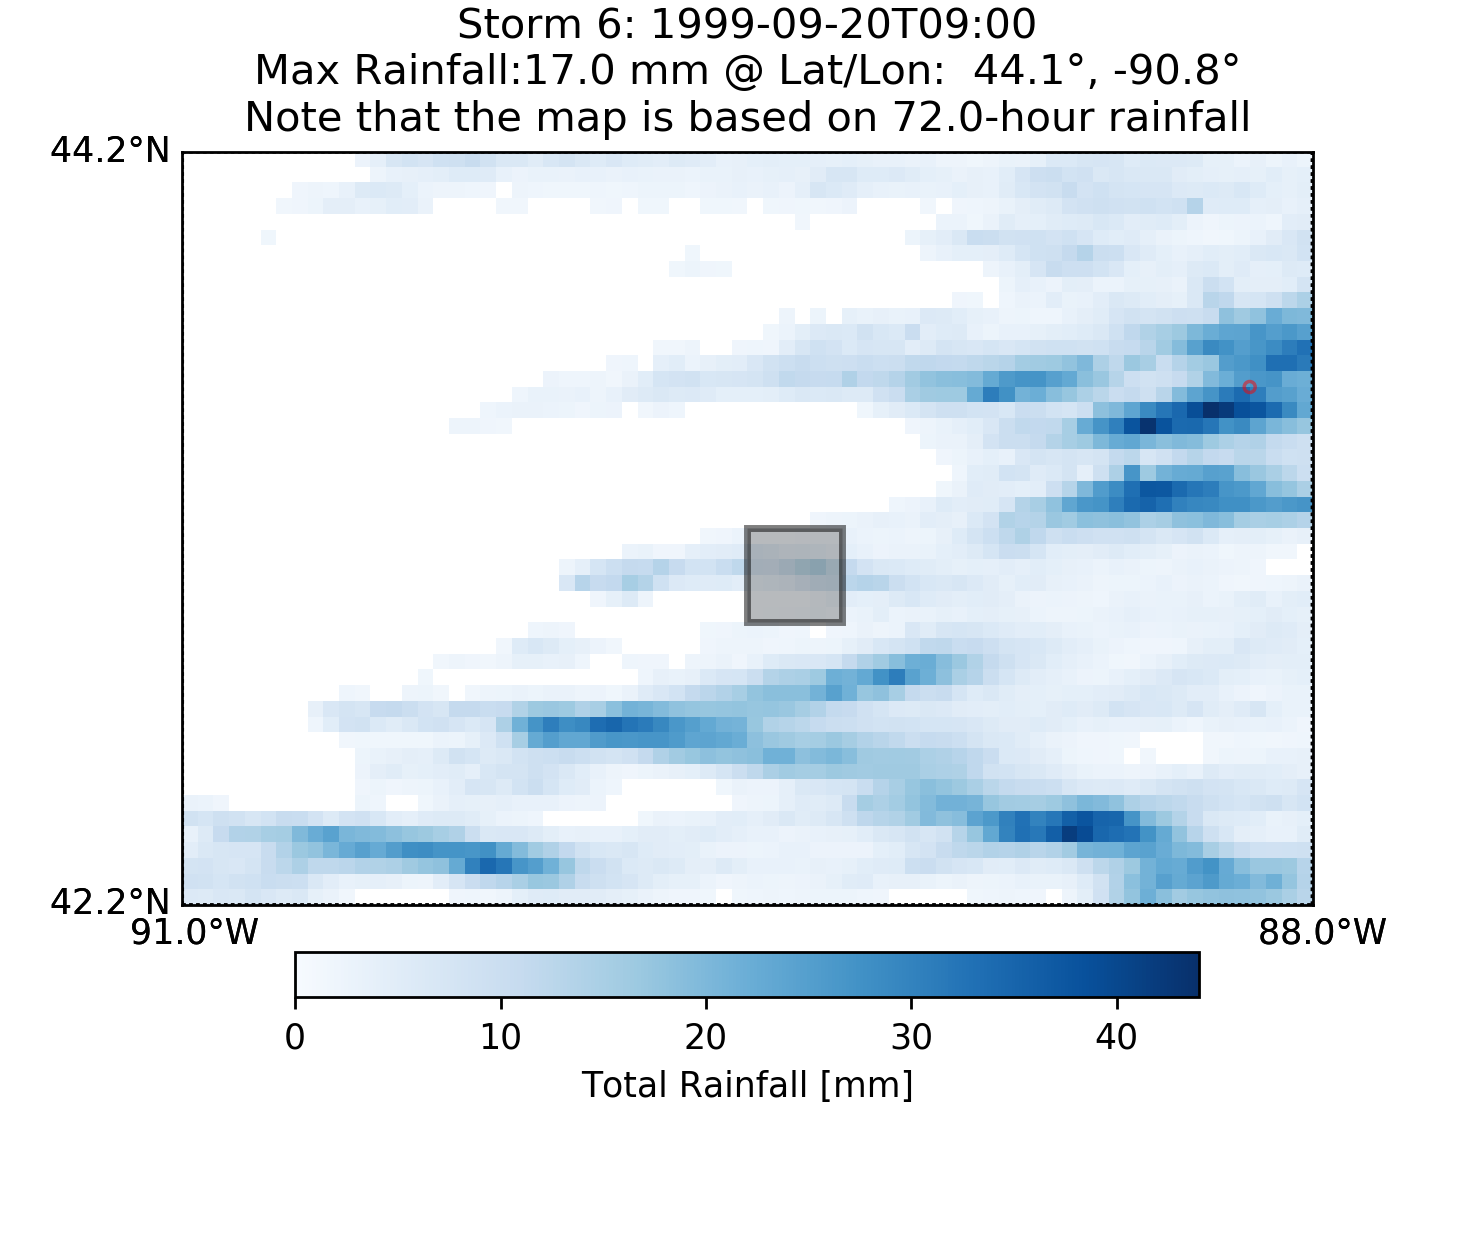 Storm 6: 1999-09-20T09:00
Max Rainfall:17.0 mm @ Lat/Lon:  44.1°, -90.8°
Note that the map is based on 72.0-hour rainfall
44.2°N
42.2°N
91.0°W 88.0°W
0 10 20 30 40
Total Rainfall [mm]